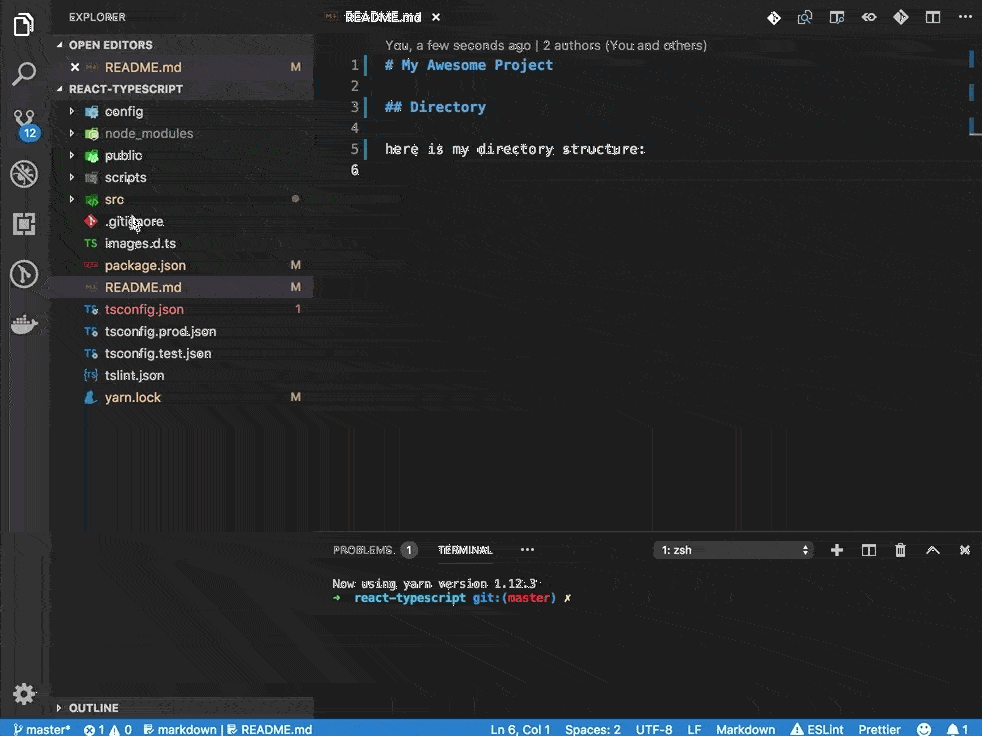 EXPLORER
OPEN EDITORS
README.md M
REACT-TYPESCRIPT
config
node_modules
public
scripts
src
.gitignore
images.d.ts
package.json M
README.md M
tsconfig.json 1
tsconfig.prod.json
tsconfig.test.json
tslint.json
yarn.lock M
OUTLINE
12
README.md
You, a few seconds ago | 2 authors (You and others)
1 # My Awesome Project
2
3 ## Directory
4
5 here is my directory structure:
6
PROBLEMS 1 TERMINAL ... 1: zsh
Now using yarn version 1.12.3
→ react-typescript git:(master) ✗
master* 1 0 markdown | README.md Ln 6, Col 1 Spaces: 2 UTF-8 LF Markdown ESLint Prettier 1